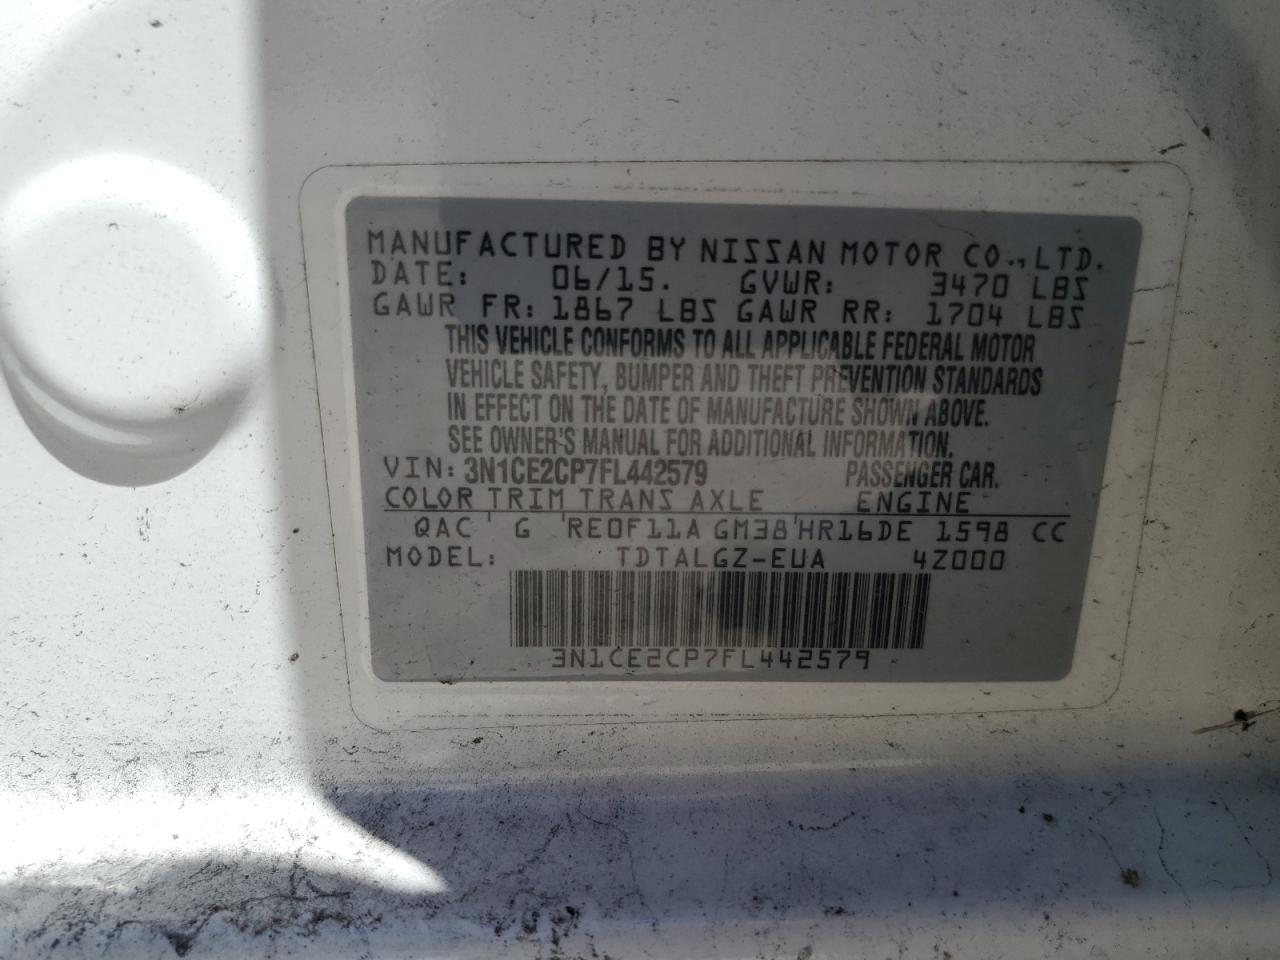 MANUFACTURED BY NISSAN MOTOR CO., LTD.
DATE: 06/15. GVWR: 3470 LBS
GAWR FR: 1867 LBS GAWR RR: 1704 LBS
THIS VEHICLE CONFORMS TO ALL APPLICABLE FEDERAL MOTOR
VEHICLE SAFETY, BUMPER AND THEFT PREVENTION STANDARDS
IN EFFECT ON THE DATE OF MANUFACTURE SHOWN ABOVE.
SEE OWNER'S MANUAL FOR ADDITIONAL INFORMATION.
VIN: 3N1CE2CP7FL442579 PASSENGER CAR.
COLOR TRIM TRANS AXLE ENGINE
QAC ' G 'RE0F11A GM38'HR16DE 1598 CC
MODEL: TDTALGZ-EUA 4Z000
3N1CE2CP7FL442579